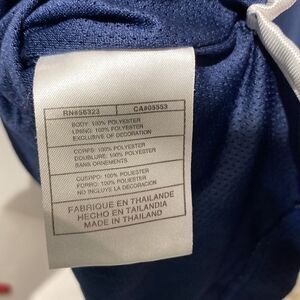 RN#56323 CA#05553
BODY: 100% POLYESTER
LINING: 100% POLYESTER
EXCLUSIVE OF DECORATION
CORPS: 100% POLYESTER
DOUBLURE: 100% POLYESTER
SANS ORNEMENTS
CUERPO: 100% POLIESTER
FORRO: 100% POLIESTER
NO INCLUYE LA DECORACION
FABRIQUE EN THAILANDE
HECHO EN TAILANDIA
MADE IN THAILAND